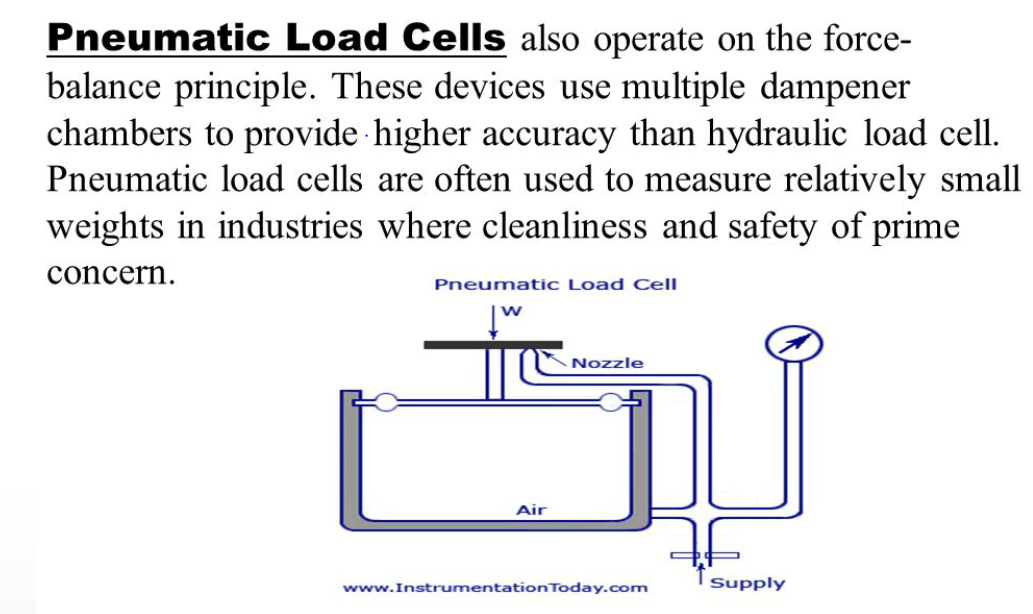 Pneumatic Load Cells also operate on the force-
balance principle. These devices use multiple dampener
chambers to provide higher accuracy than hydraulic load cell.
Pneumatic load cells are often used to measure relatively small
weights in industries where cleanliness and safety of prime
concern.
Pneumatic Load Cell
W
Nozzle
Air
www.InstrumentationToday.com
Supply